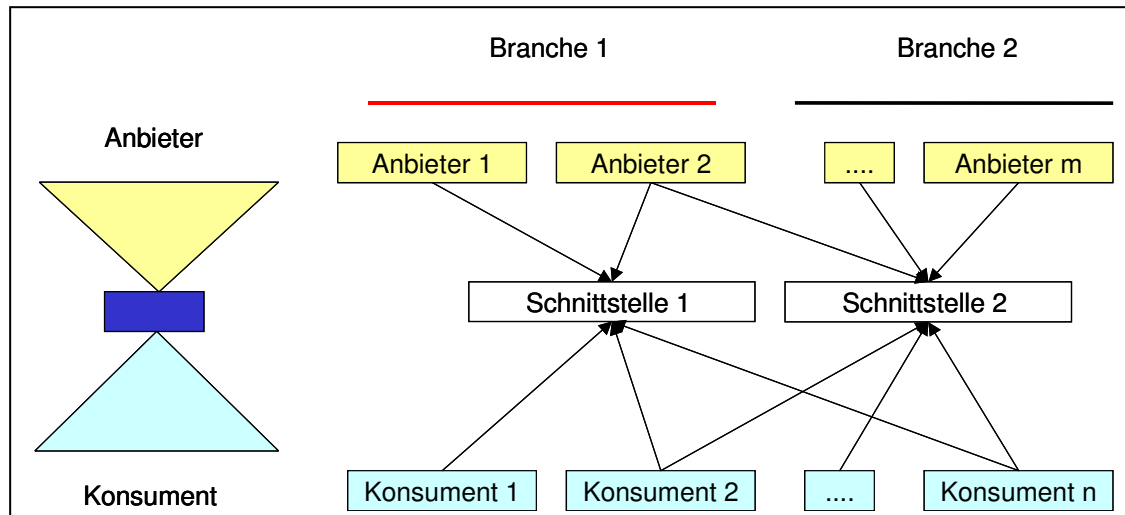 Branche 1
Branche 2
Anbieter
Anbieter 1
Anbieter 2
....
Anbieter m
Schnittstelle 1
Schnittstelle 2
Konsument 1
Konsument 2
....
Konsument n
Konsument